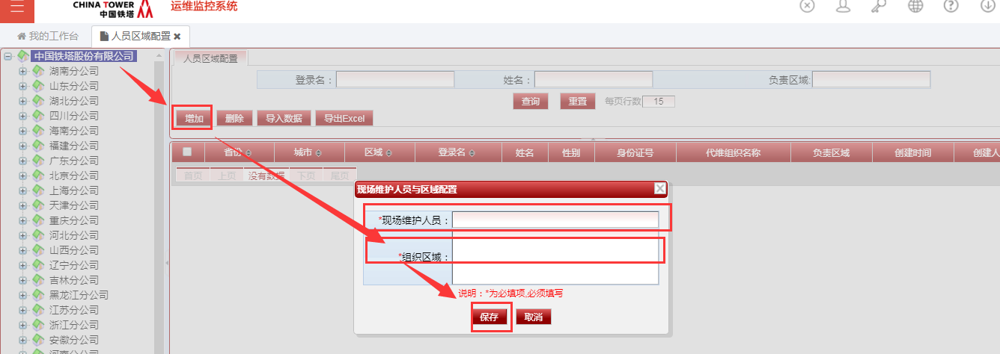 CHINA TOWER
中国铁塔
运维监控系统
我的工作台
人员区域配置
中国铁塔股份有限公司
湖南分公司
山东分公司
湖北分公司
四川分公司
海南分公司
福建分公司
广东分公司
北京分公司
上海分公司
天津分公司
重庆分公司
河北分公司
山西分公司
辽宁分公司
吉林分公司
黑龙江分公司
江苏分公司
浙江分公司
安徽分公司
河南分公司
人员区域配置
登录名： 姓名： 负责区域:
查询 重置 每页行数 15
增加 删除 导入数据 导出Excel
省份 城市 区域 登录名 姓名 性别 身份证号 代维组织名称 负责区域 创建时间 创建人
首页 上页 没有数据 下页 尾页
现场维护人员与区域配置
*现场维护人员：
*组织区域：
说明：*为必填项,必须填写
保存 取消